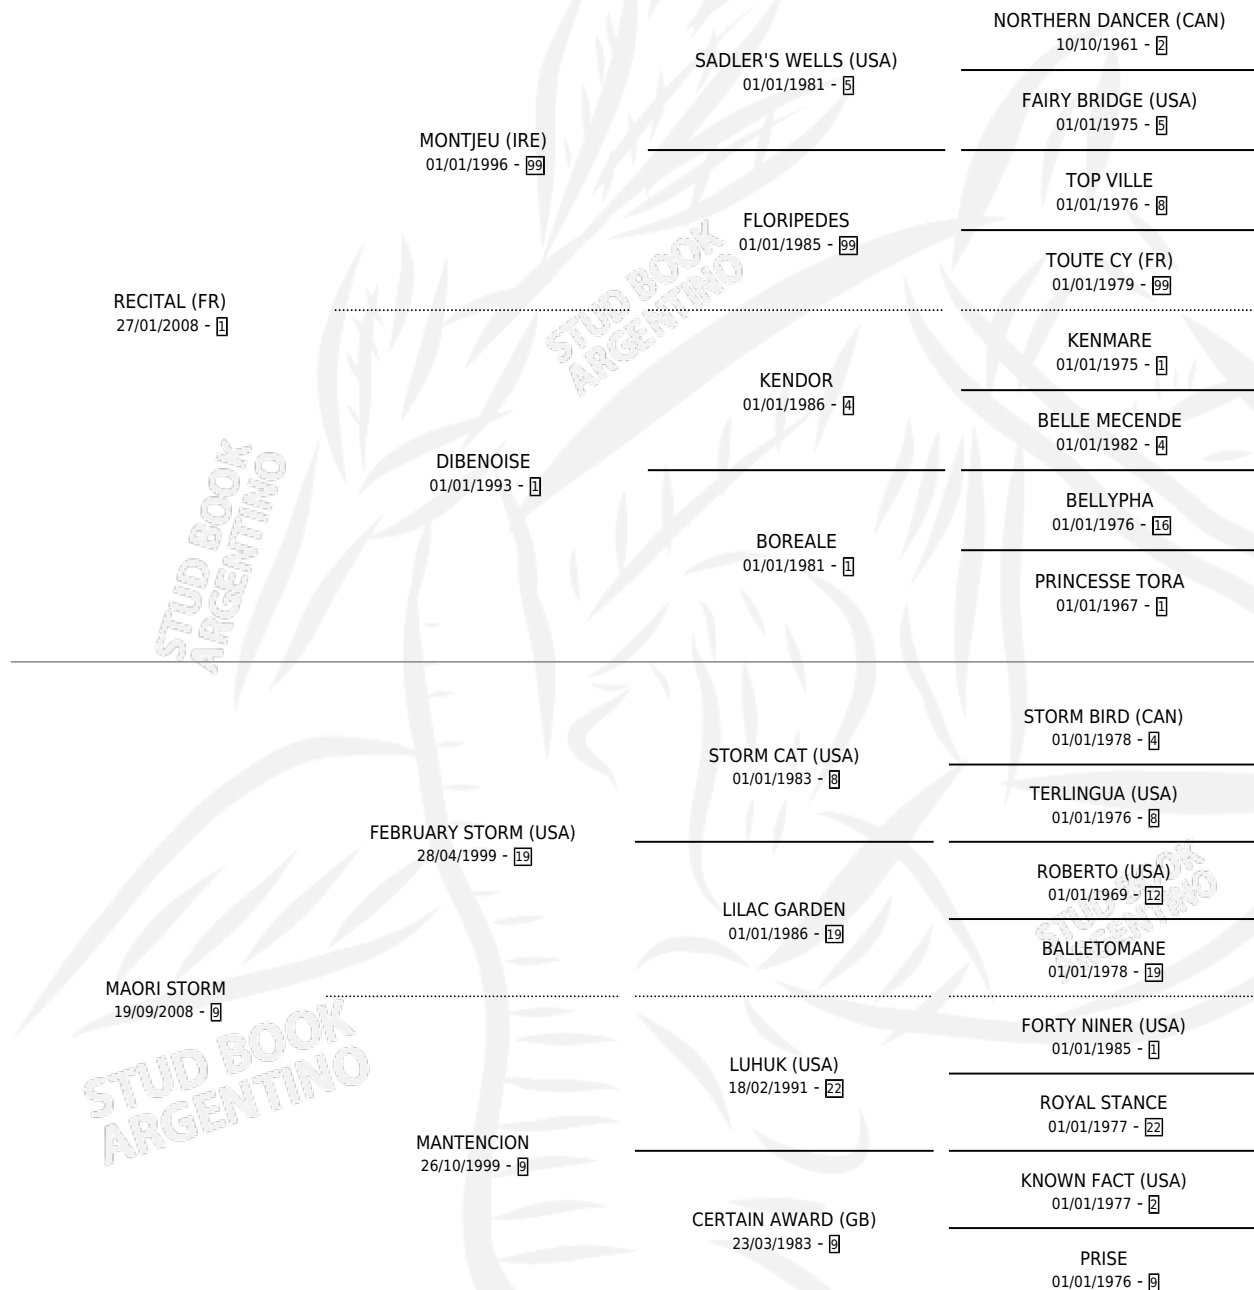 NORTHERN DANCER (CAN)
10/10/1961 - 2
SADLER'S WELLS (USA)
01/01/1981 - 5
FAIRY BRIDGE (USA)
01/01/1975 - 5
MONTJEU (IRE)
01/01/1996 - 99
TOP VILLE
01/01/1976 - 8
FLORIPEDES
01/01/1985 - 99
TOUTE CY (FR)
01/01/1979 - 99
RECITAL (FR)
27/01/2008 - 1
KENMARE
01/01/1975 - 1
KENDOR
01/01/1986 - 4
BELLE MECENDE
01/01/1982 - 4
DIBENOISE
01/01/1993 - 1
BELLYPHA
01/01/1976 - 16
BOREALE
01/01/1981 - 1
PRINCESSE TORA
01/01/1967 - 1
STORM BIRD (CAN)
01/01/1978 - 4
STORM CAT (USA)
01/01/1983 - 8
TERLINGUA (USA)
01/01/1976 - 8
FEBRUARY STORM (USA)
28/04/1999 - 19
ROBERTO (USA)
01/01/1969 - 12
LILAC GARDEN
01/01/1986 - 19
BALLETOMANE
01/01/1978 - 19
MAORI STORM
19/09/2008 - 9
FORTY NINER (USA)
01/01/1985 - 1
LUHUK (USA)
18/02/1991 - 22
ROYAL STANCE
01/01/1977 - 22
MANTENCION
26/10/1999 - 9
KNOWN FACT (USA)
01/01/1977 - 2
CERTAIN AWARD (GB)
23/03/1983 - 9
PRISE
01/01/1976 - 9
STUD BOOK
ARGENTINO
STUD BOOK
ARGENTINO
STUD BOOK
ARGENTINO
STUD BOOK
ARGENTINO